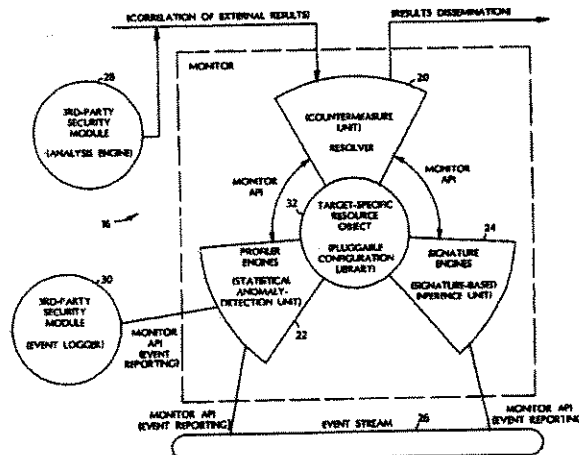 (CORRELATION OF EXTERNAL RESULTS)
(RESULTS DISSEMINATION)
28
3RD-PARTY
SECURITY
MODULE
(ANALYSIS ENGINE)
MONITOR
20
(COUNTERMEASURE
UNIT)
RESOLVER
MONITOR
API
MONITOR
API
16
32
TARGET-SPECIFIC
RESOURCE
OBJECT
(PLUGGABLE
CONFIGURATION
LIBRARY)
24
PROFILER
ENGINES
(STATISTICAL
ANOMALY-
DETECTION UNIT)
22
SIGNATURE
ENGINES
(SIGNATURE-BASED
INFERENCE UNIT)
30
3RD-PARTY
SECURITY
MODULE
(EVENT LOGGER)
MONITOR
API
(EVENT
REPORTING)
MONITOR API
(EVENT REPORTING)
MONITOR API
(EVENT REPORTING)
EVENT STREAM
26